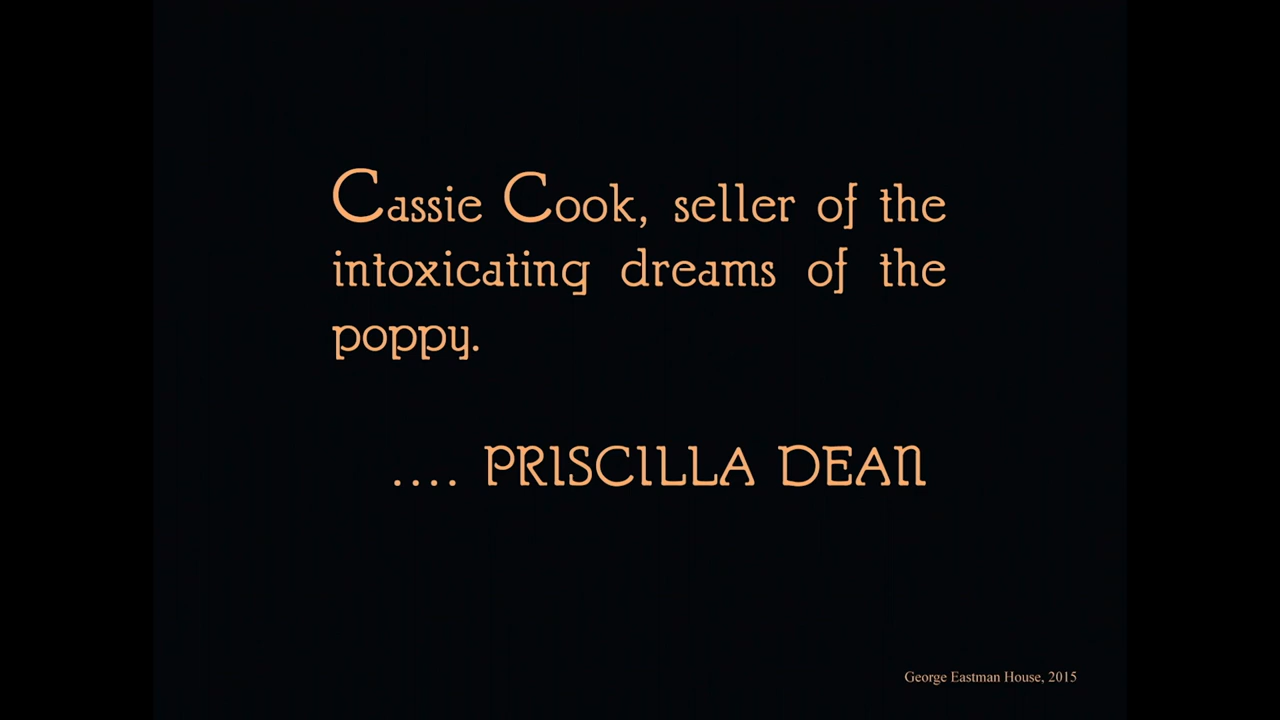 Cassie Cook, seller of the
intoxicating dreams of the
poppy.
.... PRISCILLA DEAN
George Eastman House, 2015